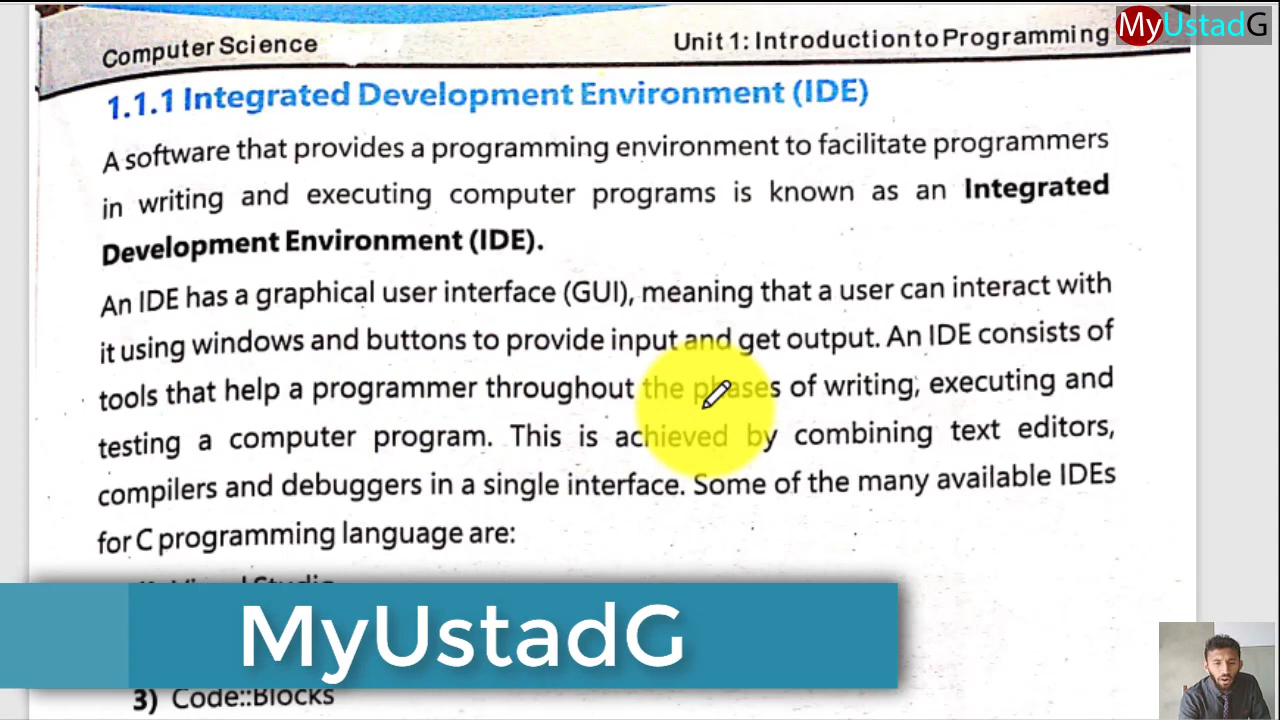 Computer Science
Unit 1: Introduction to Programming
MyUstadG
1.1.1 Integrated Development Environment (IDE)
A software that provides a programming environment to facilitate programmers
in writing and executing computer programs is known as an Integrated
Development Environment (IDE).
An IDE has a graphical user interface (GUI), meaning that a user can interact with
it using windows and buttons to provide input and get output. An IDE consists of
tools that help a programmer throughout the phases of writing, executing and
testing a computer program. This is achieved by combining text editors,
compilers and debuggers in a single interface. Some of the many available IDEs
for C programming language are:
Visual Studio
MyUstadG
3) Code::Blocks